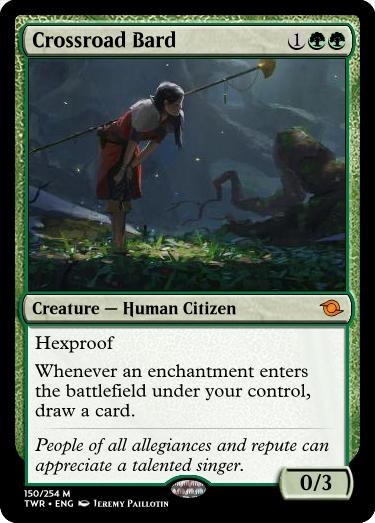 Crossroad Bard 1
Creature — Human Citizen
Hexproof
Whenever an enchantment enters
the battlefield under your control,
draw a card.
People of all allegiances and repute can
appreciate a talented singer.
0/3
150/254 M
TWR • ENG Jeremy Paillotin